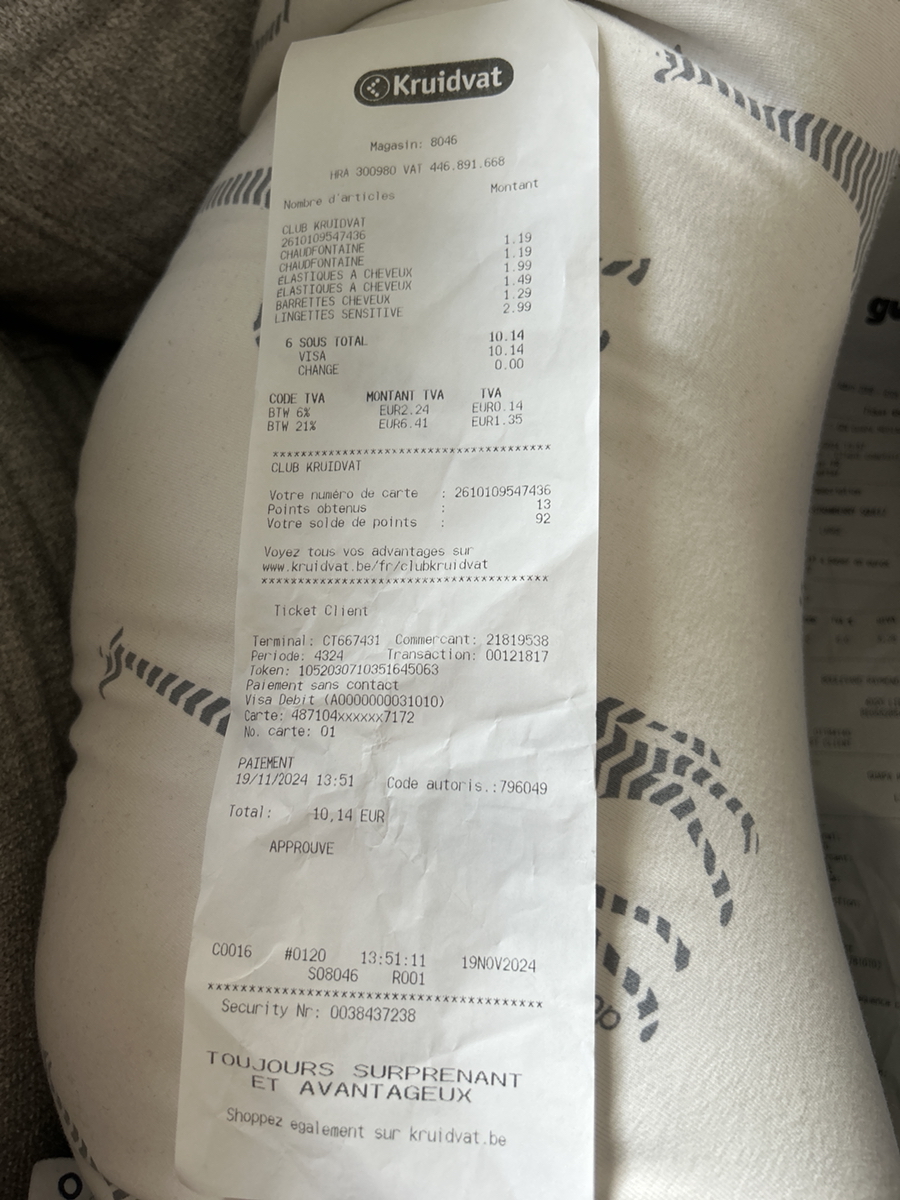 Kruidvat
Magasin: 8046
HRA 300980 VAT 446.891.668
Nombre d'articles Montant
CLUB KRUIDVAT
2610109547436
CHAUDFONTAINE 1.19
CHAUDFONTAINE 1.19
ÉLASTIQUES A CHEVEUX 1.99
ÉLASTIQUES A CHEVEUX 1.49
BARRETTES CHEVEUX 1.29
LINGETTES SENSITIVE 2.99
6 SOUS TOTAL 10.14
VISA 10.14
CHANGE 0.00
CODE TVA MONTANT TVA TVA
BTW 6% EUR2.24 EUR0.14
BTW 21% EUR6.41 EUR1.35
xxxxxxxxxxxxxxxxxxxxxxxxxxxxxxxxxxxxxx
CLUB KRUIDVAT
Votre numéro de carte : 2610109547436
Points obtenus : 13
Votre solde de points : 92
Voyez tous vos advantages sur
www.kruidvat.be/fr/clubkruidvat
xxxxxxxxxxxxxxxxxxxxxxxxxxxxxxxxxxxxxx
Ticket Client
Terminal: CT667431 Commercant: 21819538
Periode: 4324 Transaction: 00121817
Token: 1052030710351645063
Paiement sans contact
Visa Debit (A0000000031010)
Carte: 487104xxxxxx7172
No. carte: 01
PAIEMENT
19/11/2024 13:51 Code autoris.:796049
Total: 10,14 EUR
APPROUVE
C0016 #0120 13:51:11 19NOV2024
S08046 R001
xxxxxxxxxxxxxxxxxxxxxxxxxxxxxxxxxxxxxx
Security Nr: 0038437238
TOUJOURS SURPRENANT
ET AVANTAGEUX
Shoppez egalement sur kruidvat.be